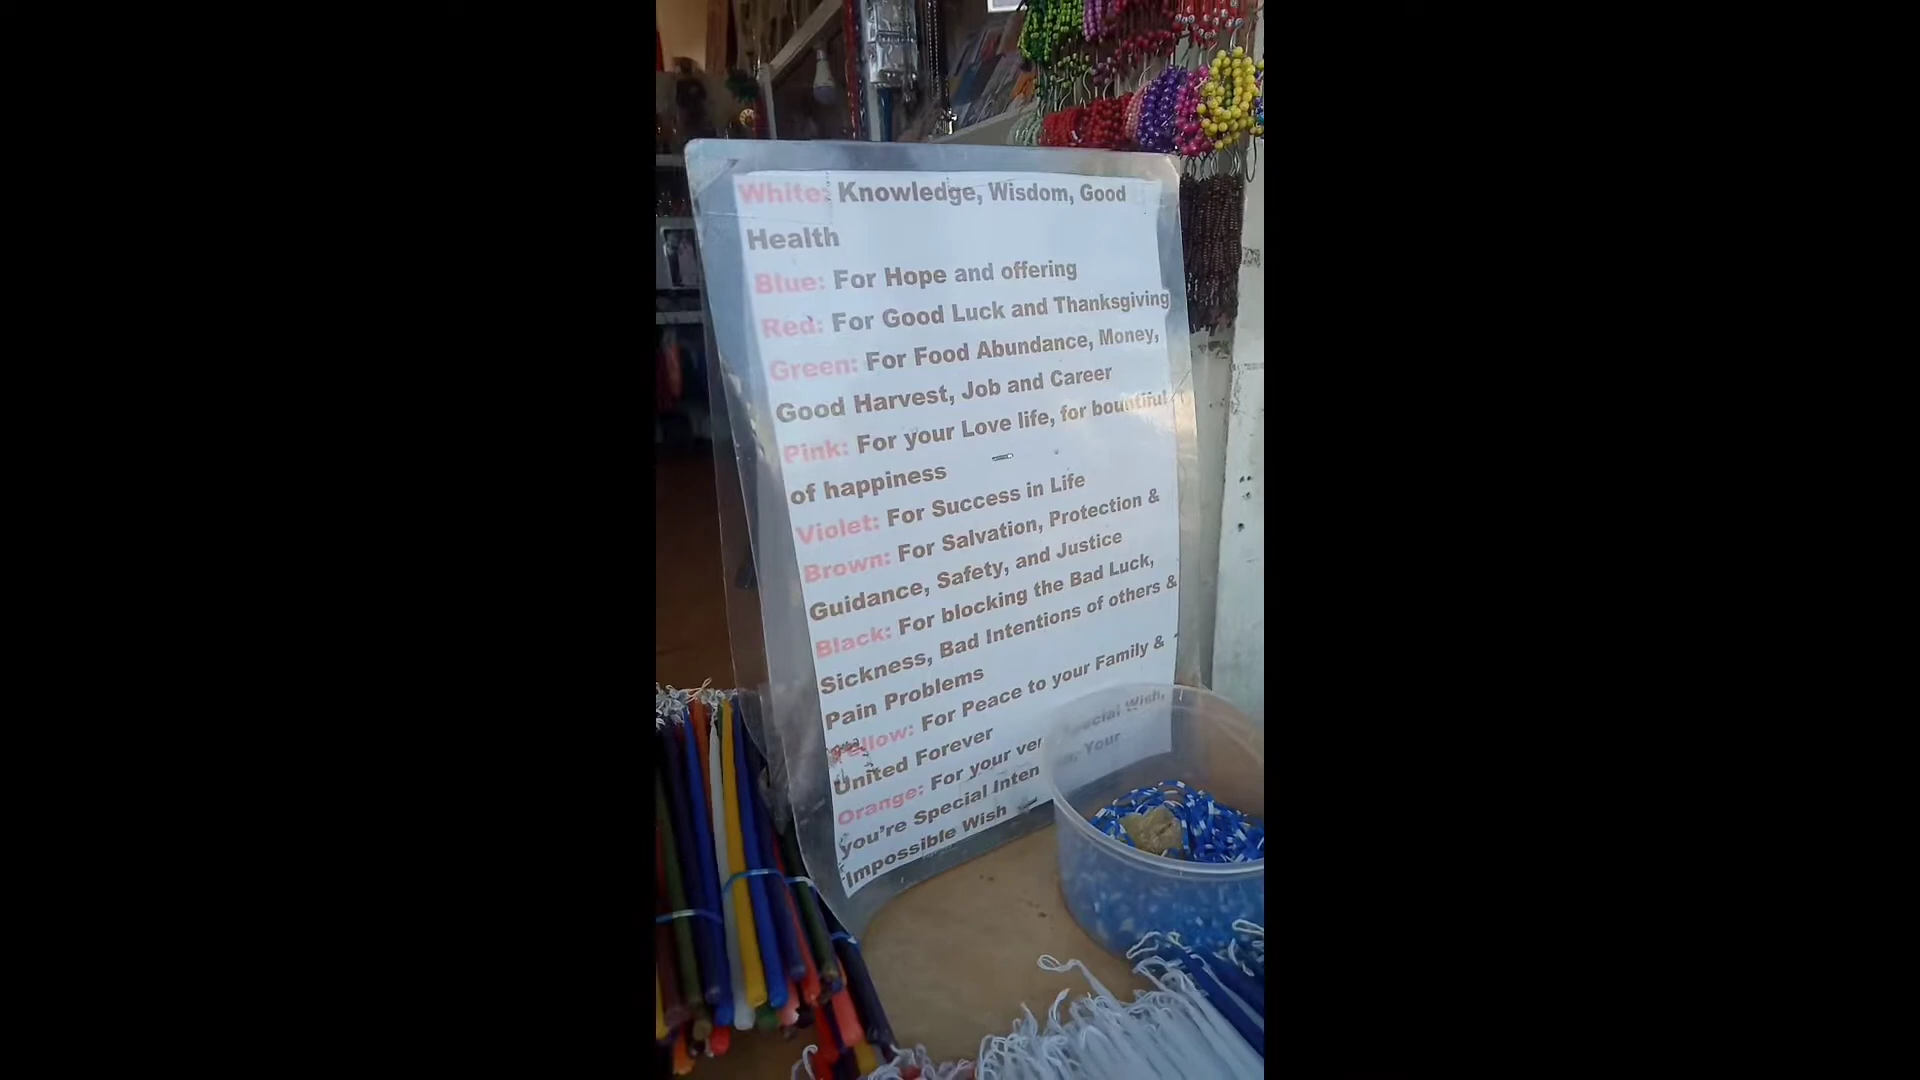 White: Knowledge, Wisdom, Good
Health
Blue: For Hope and offering
Red: For Good Luck and Thanksgiving
Green: For Food Abundance, Money,
Good Harvest, Job and Career
Pink: For your Love life, for bountiful
of happiness
Violet: For Success in Life
Brown: For Salvation, Protection &
Guidance, Safety, and Justice
Black: For blocking the Bad Luck,
Sickness, Bad Intentions of others &
Pain Problems
Yellow: For Peace to your Family &
United Forever
Orange: For your very Special Wish,
you're Special Your
Impossible Wish